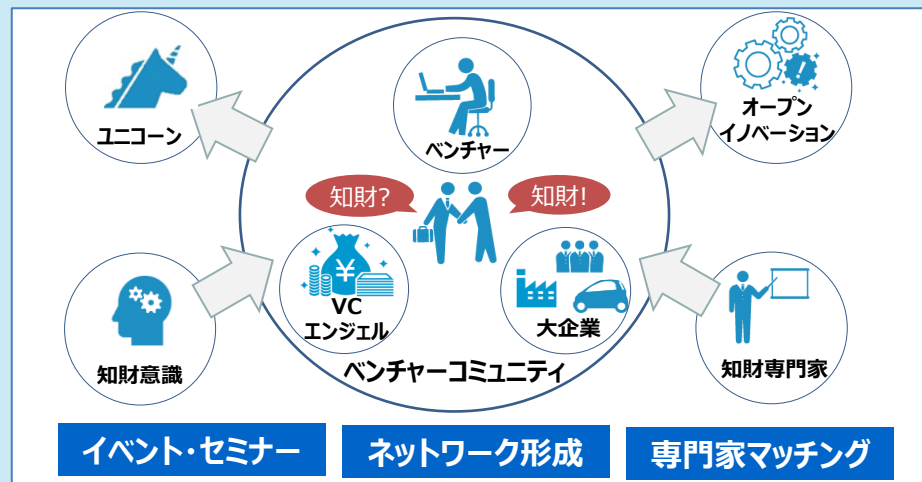 ユニコーン
ベンチャー
オープン
イノベーション
知財?
知財!
¥
VC
エンジェル
大企業
知財意識
ベンチャーコミュニティ
知財専門家
イベント・セミナー
ネットワーク形成
専門家マッチング